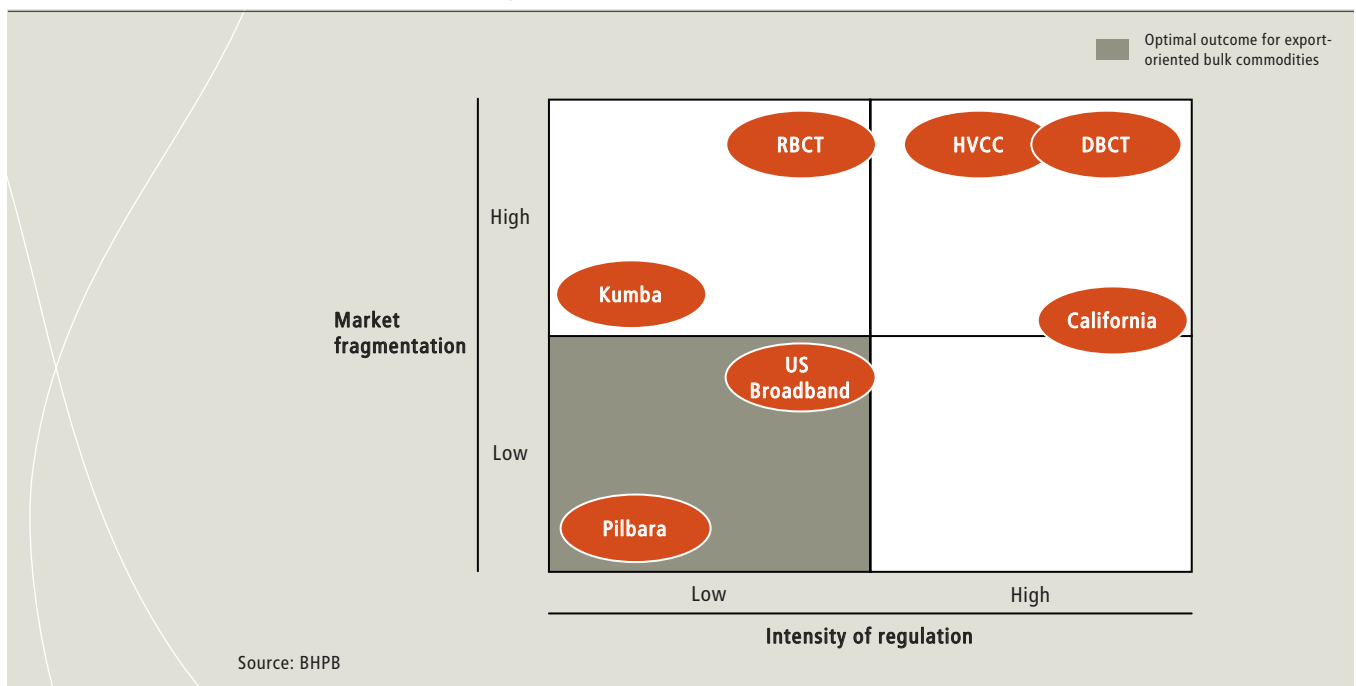 Optimal outcome for export-
oriented bulk commodities
RBCT
HVCC
DBCT
High
Kumba
California
Market
fragmentation
US
Broadband
Low
Pilbara
Low
High
Intensity of regulation
Source: BHPB